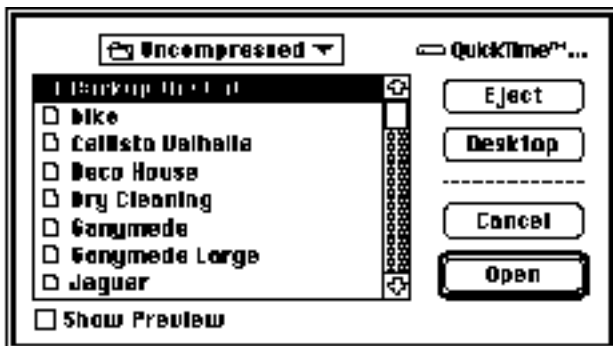 Uncompressed
QuickTime™...
bike
Callisto Valhalla
Deco House
Dry Cleaning
Ganymede
Ganymede Large
Jaguar
Show Preview
Eject
Desktop
Cancel
Open